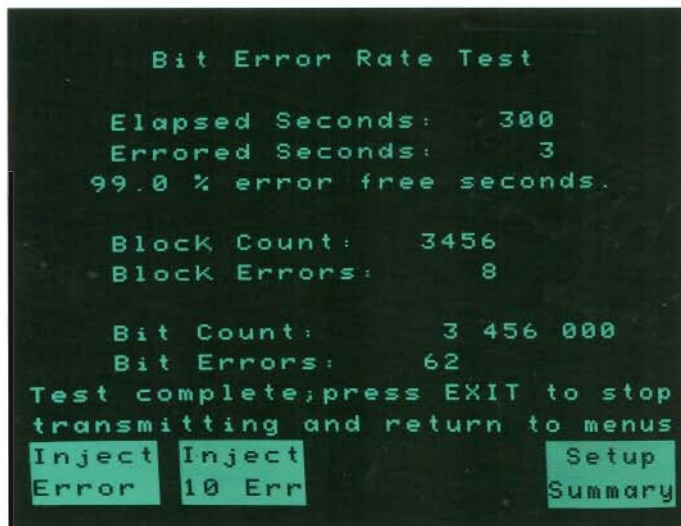 Bit Error Rate Test
Elapsed Seconds: 300
Errored Seconds: 3
99.0 % error free seconds.
Block Count: 3456
Block Errors: 8
Bit Count: 3 456 000
Bit Errors: 62
Test complete;press EXIT to stop
transmitting and return to menus
Inject Error
Inject 10 Err
Setup Summary